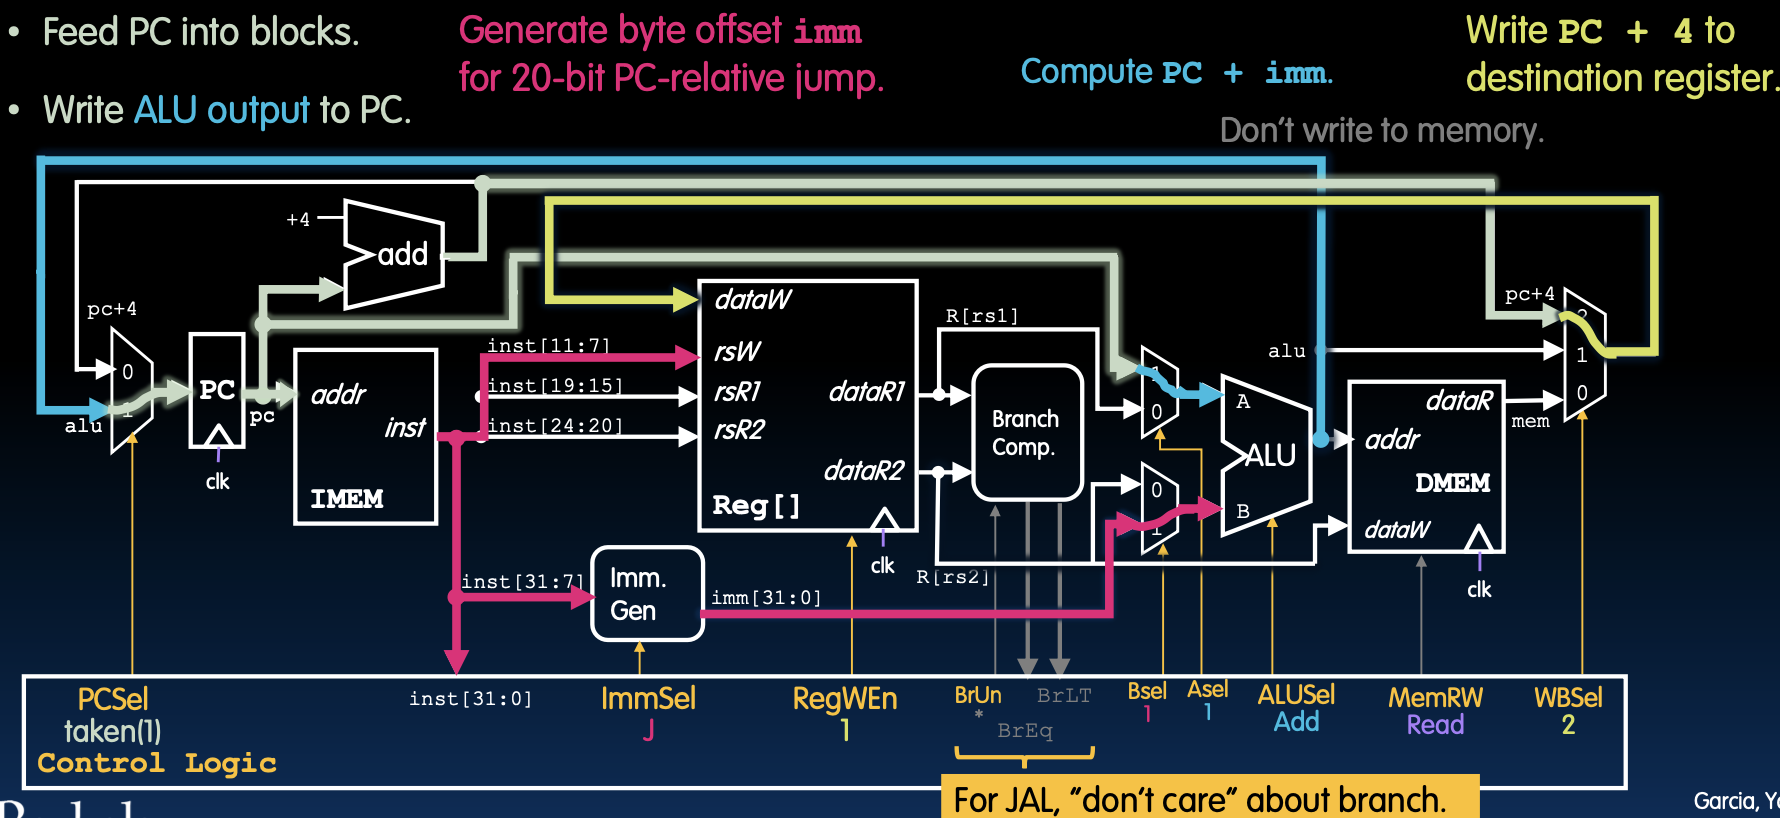 • Feed PC into blocks.
• Write ALU output to PC.
Generate byte offset imm
for 20-bit PC-relative jump.
Compute PC + imm.
Write PC + 4 to
destination register.
Don't write to memory.
+4
add
pc+4
0
1
alu
PC
clk
pc
addr
inst
IMEM
inst[11:7]
inst[19:15]
inst[24:20]
inst[31:7]
Imm.
Gen
imm[31:0]
dataW
rsW
rsR1
rsR2
dataR1
dataR2
Reg[]
clk
R[rs1]
R[rs2]
Branch
Comp.
1
0
0
1
A
B
ALU
alu
addr
dataR
DMEM
dataW
clk
mem
pc+4
2
1
0
PCSel
taken(1)
Control Logic
inst[31:0]
ImmSel
J
RegWEn
1
BrUn
*
BrEq
BrLT
Bsel
1
Asel
1
ALUSel
Add
MemRW
Read
WBSel
2
For JAL, "don't care" about branch.
Garcia,